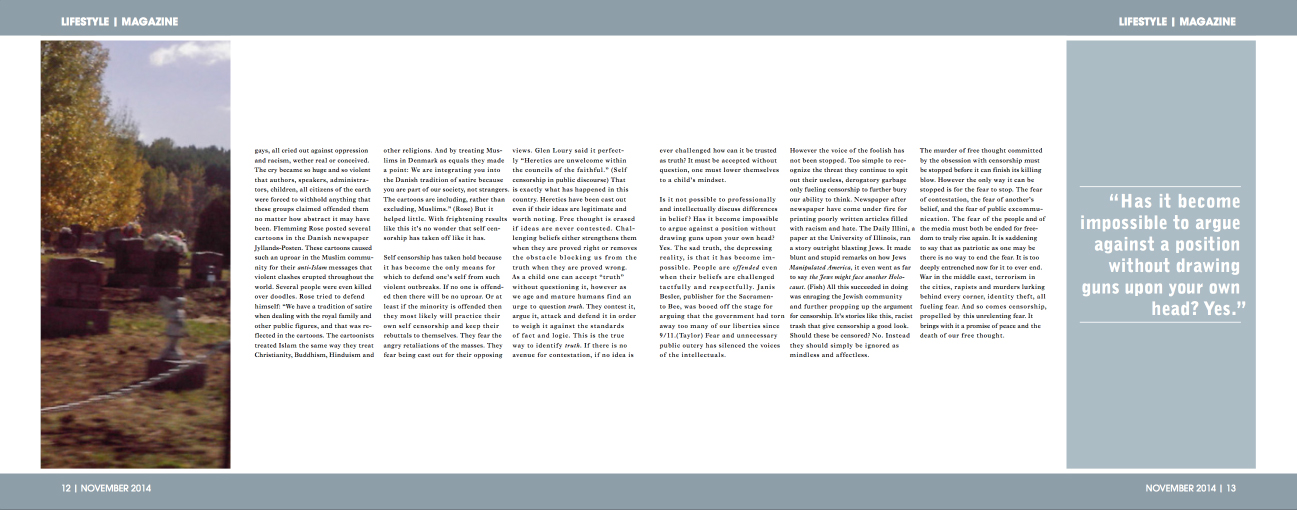 LIFESTYLE | MAGAZINE
LIFESTYLE | MAGAZINE
gays, all cried out against oppression
and racism, wether real or conceived.
The cry became so huge and so violent
that authors, speakers, administra-
tors, children, all citizens of the earth
were forced to withhold anything that
these groups claimed offended them
no matter how abstract it may have
been. Flemming Rose posted several
cartoons in the Danish newspaper
Jyllands-Posten. These cartoons caused
such an uproar in the Muslim commu-
nity for their anti-Islam messages that
violent clashes erupted throughout the
world. Several people were even killed
over doodles. Rose tried to defend
himself: "We have a tradition of satire
when dealing with the royal family and
other public figures, and that was re-
flected in the cartoons. The cartoonists
treated Islam the same way they treat
Christianity, Buddhism, Hinduism and
other religions. And by treating Mus-
lims in Denmark as equals they made
a point: We are integrating you into
the Danish tradition of satire because
you are part of our society, not strangers.
The cartoons are including, rather than
excluding, Muslims." (Rose) But it
helped little. With frightening results
like this it's no wonder that self cen-
sorship has taken off like it has.
Self censorship has taken hold because
it has become the only means for
which to defend one's self from such
violent outbreaks. If no one is offend-
ed then there will be no uproar. Or at
least if the minority is offended then
they most likely will practice their
own self censorship and keep their
rebuttals to themselves. They fear the
angry retaliations of the masses. They
fear being cast out for their opposing
views. Glen Loury said it perfect-
ly "Heretics are unwelcome within
the councils of the faithful." (Self
censorship in public discourse) That
is exactly what has happened in this
country. Heretics have been cast out
even if their ideas are legitimate and
worth noting. Free thought is erased
if ideas are never contested. Chal-
lenging beliefs either strengthens them
when they are proved right or removes
the obstacle blocking us from the
truth when they are proved wrong.
As a child one can accept "truth"
without questioning it, however as
we age and mature humans find an
urge to question truth. They contest it,
argue it, attack and defend it in order
to weigh it against the standards
of fact and logic. This is the true
way to identify truth. If there is no
avenue for contestation, if no idea is
ever challenged how can it be trusted
as truth? It must be accepted without
question, one must lower themselves
to a child's mindset.
Is it not possible to professionally
and intellectually discuss differences
in belief? Has it become impossible
to argue against a position without
drawing guns upon your own head?
Yes. The sad truth, the depressing
reality, is that it has become im-
possible. People are offended even
when their beliefs are challenged
tactfully and respectfully. Janis
Besler, publisher for the Sacramen-
to Bee, was booed off the stage for
arguing that the government had torn
away too many of our liberties since
9/11.(Taylor) Fear and unnecessary
public outcry has silenced the voices
of the intellectuals.
However the voice of the foolish has
not been stopped. Too simple to rec-
ognize the threat they continue to spit
out their useless, derogatory garbage
only fueling censorship to further bury
our ability to think. Newspaper after
newspaper have come under fire for
printing poorly written articles filled
with racism and hate. The Daily Illini, a
paper at the University of Illinois, ran
a story outright blasting Jews. It made
blunt and stupid remarks on how Jews
Manipulated America, it even went as far
to say the Jews might face another Holo-
caust. (Fish) All this succeeded in doing
was enraging the Jewish community
and further propping up the argument
for censorship. It's stories like this, racist
trash that give censorship a good look.
Should these be censored? No. Instead
they should simply be ignored as
mindless and affectless.
The murder of free thought committed
by the obsession with censorship must
be stopped before it can finish its killing
blow. However the only way it can be
stopped is for the fear to stop. The fear
of contestation, the fear of another's
belief, and the fear of public excommu-
nication. The fear of the people and of
the media must both be ended for free-
dom to truly rise again. It is saddening
to say that as patriotic as one may be
there is no way to end the fear. It is too
deeply entrenched now for it to ever end.
War in the middle east, terrorism in
the cities, rapists and murders larking
behind every corner, identity theft, all
fueling fear. And so comes censorship,
propelled by this unrelenting fear. It
brings with it a promise of peace and the
death of our free thought.
"Has it become
impossible to argue
against a position
without drawing
guns upon your own
head? Yes."
12 | NOVEMBER 2014
NOVEMBER 2014 | 13